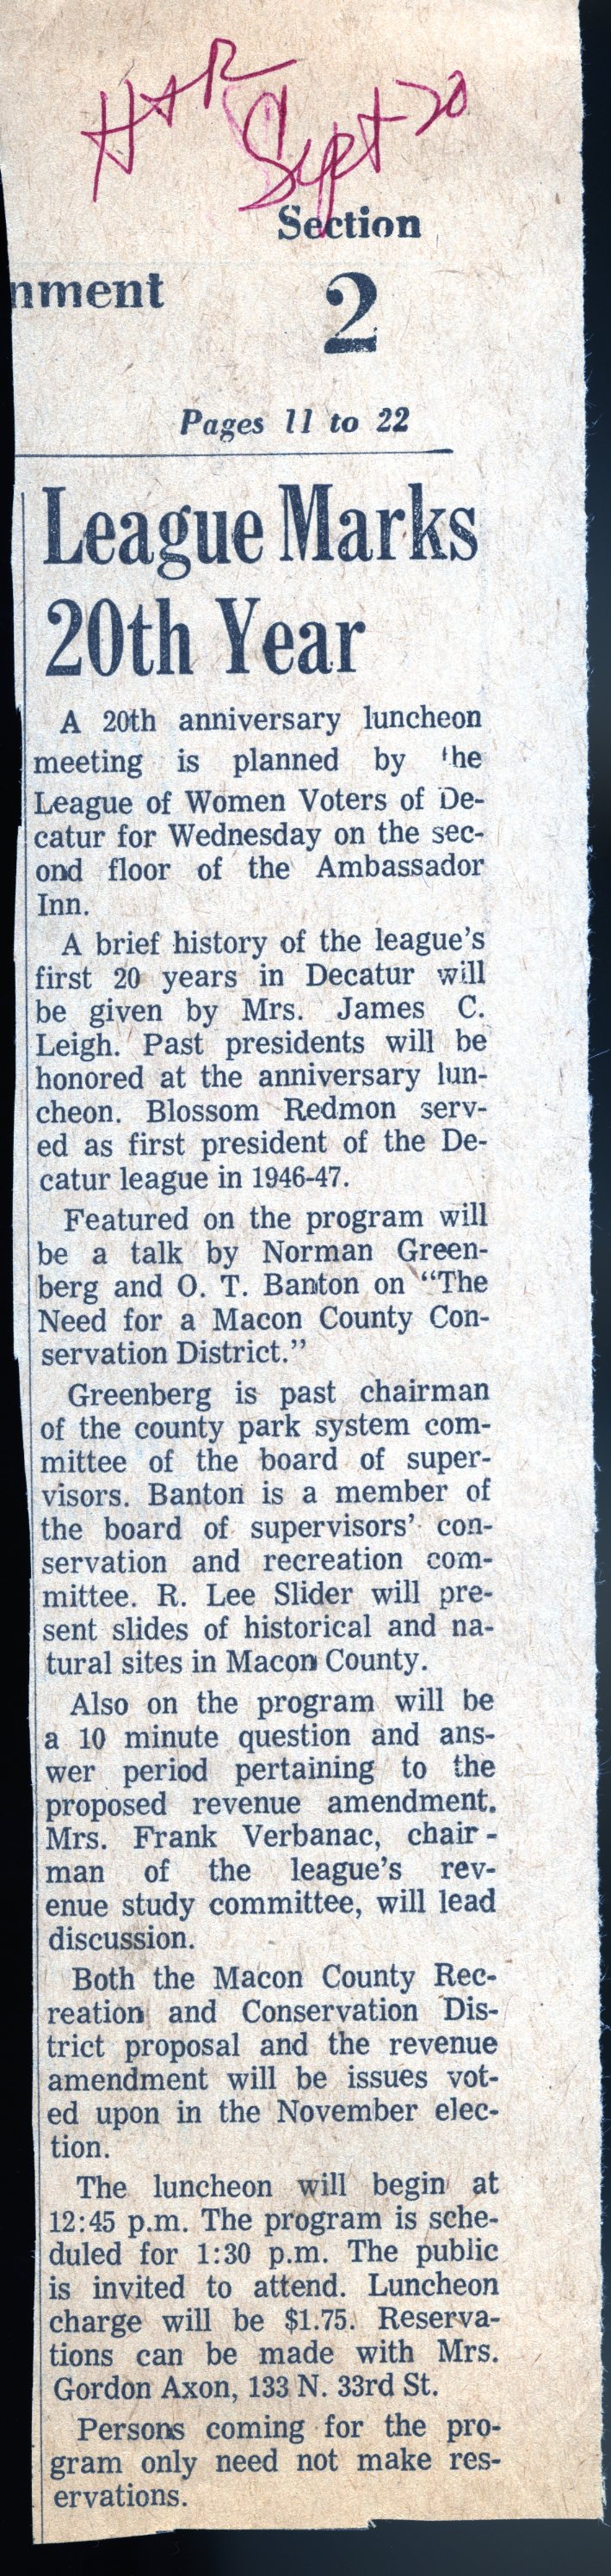 H & R
Sept 20
Section
nment
2
Pages 11 to 22
League Marks
20th Year
A 20th anniversary luncheon
meeting is planned by the
League of Women Voters of De-
catur for Wednesday on the sec-
ond floor of the Ambassador
Inn.
A brief history of the league's
first 20 years in Decatur will
be given by Mrs. James C.
Leigh. Past presidents will be
honored at the anniversary lun-
cheon. Blossom Redmon serv-
ed as first president of the De-
catur league in 1946-47.
Featured on the program will
be a talk by Norman Green-
berg and O. T. Banton on "The
Need for a Macon County Con-
servation District."
Greenberg is past chairman
of the county park system com-
mittee of the board of super-
visors. Banton is a member of
the board of supervisors' con-
servation and recreation com-
mittee. R. Lee Slider will pre-
sent slides of historical and na-
tural sites in Macon County.
Also on the program will be
a 10 minute question and ans-
wer period pertaining to the
proposed revenue amendment.
Mrs. Frank Verbanac, chair-
man of the league's rev-
enue study committee, will lead
discussion.
Both the Macon County Rec-
reation and Conservation Dis-
trict proposal and the revenue
amendment will be issues vot-
ed upon in the November elec-
tion.
The luncheon will begin at
12:45 p.m. The program is sche-
duled for 1:30 p.m. The public
is invited to attend. Luncheon
charge will be $1.75. Reserva-
tions can be made with Mrs.
Gordon Axon, 133 N. 33rd St.
Persons coming for the pro-
gram only need not make res-
ervations.